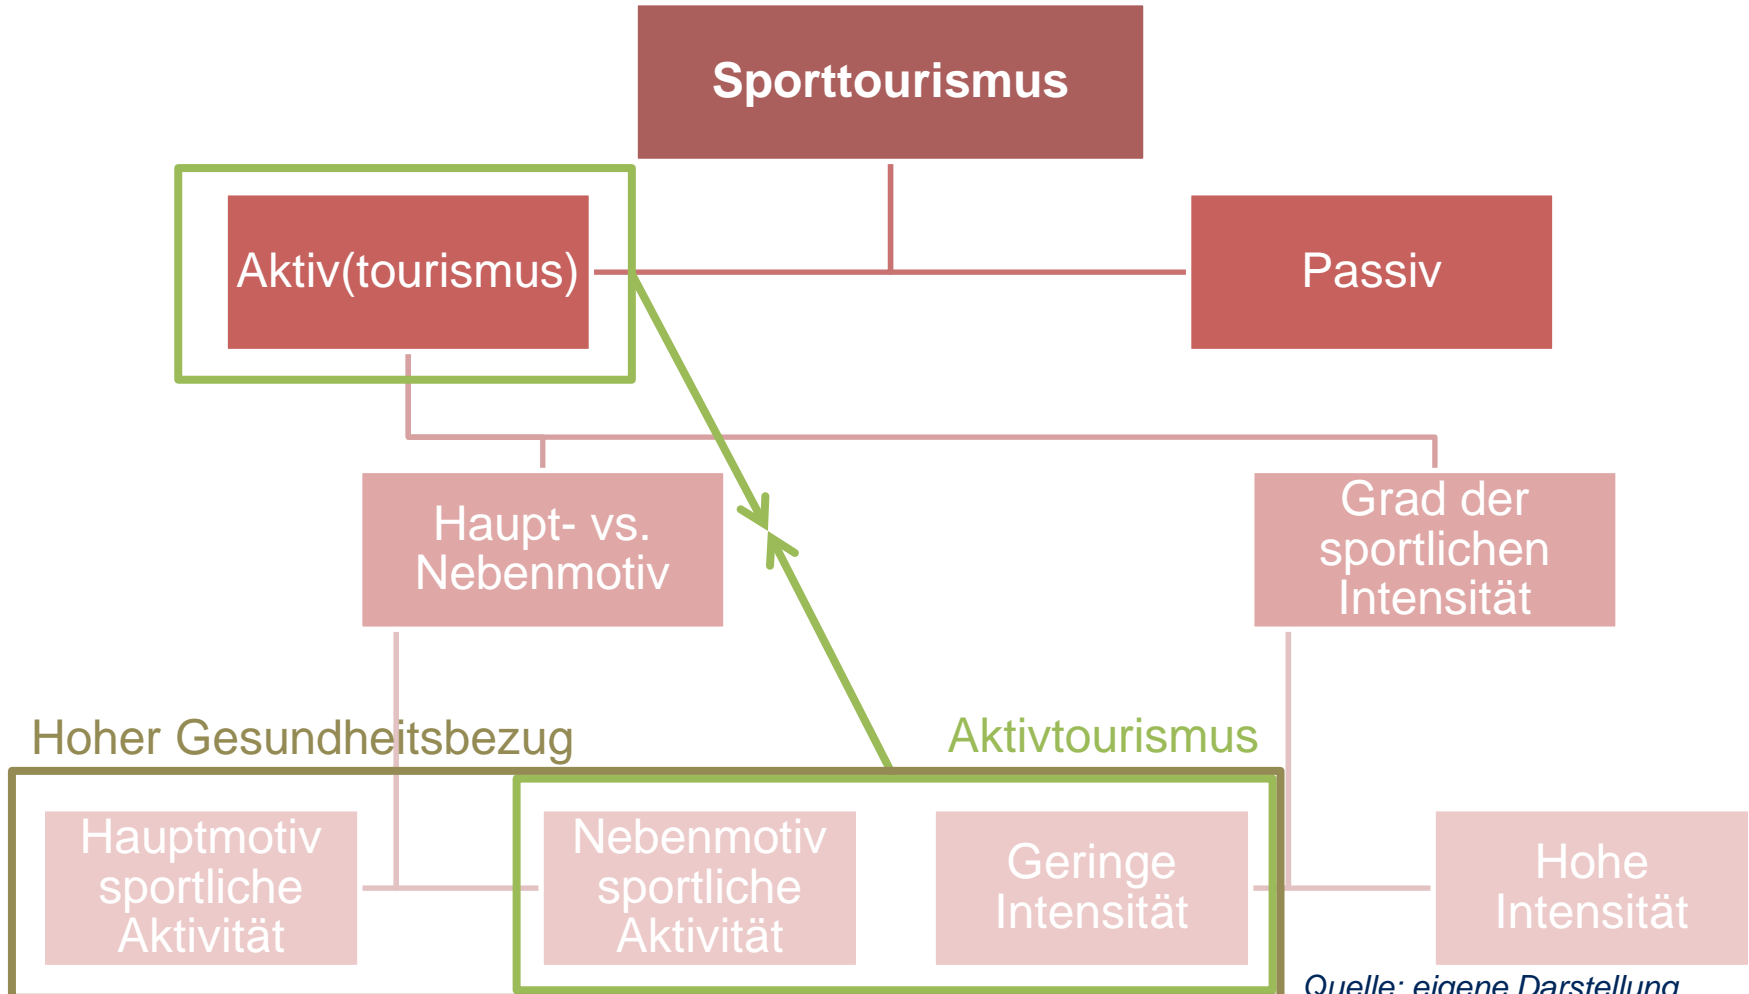 Sporttourismus
Aktiv(tourismus)
Passiv
Haupt- vs.
Nebenmotiv
Grad der
sportlichen
Intensität
Hoher Gesundheitsbezug
Aktivtourismus
Hauptmotiv
sportliche
Aktivität
Nebenmotiv
sportliche
Aktivität
Geringe
Intensität
Hohe
Intensität
Quelle: eigene Darstellung